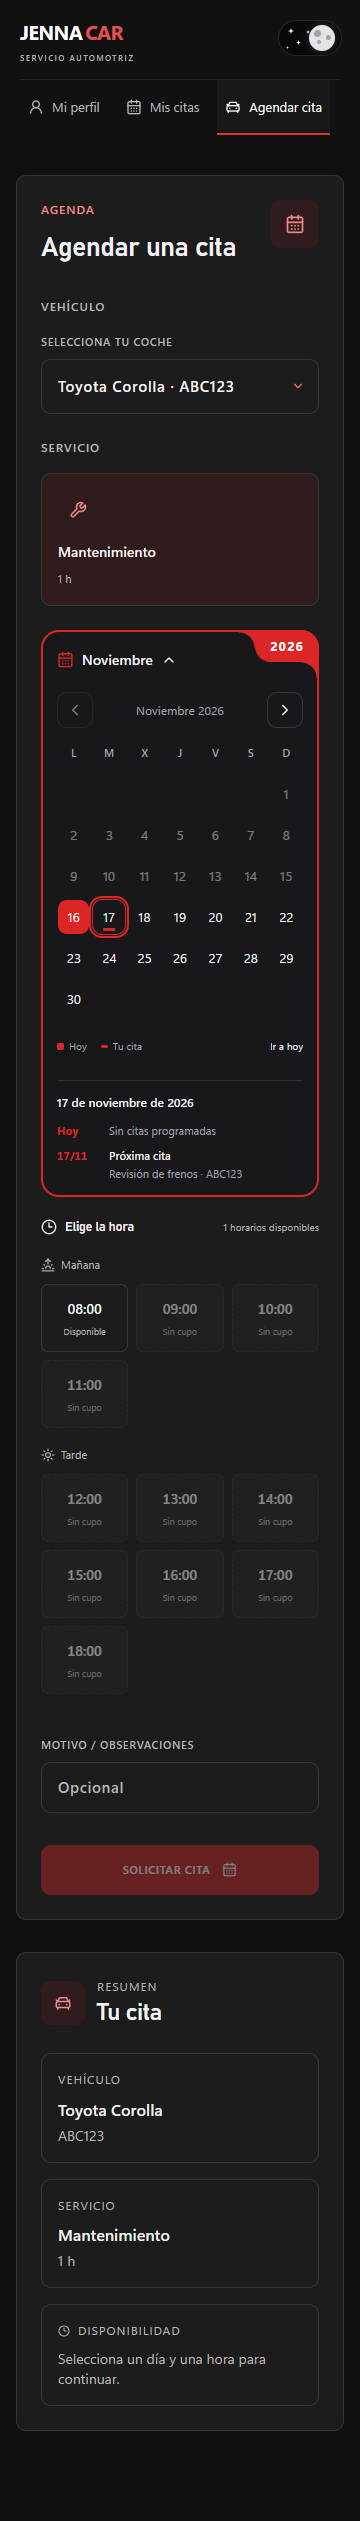 JENNA CAR
SERVICIO AUTOMOTRIZ
Mi perfil
Mis citas
Agendar cita
AGENDA
Agendar una cita
VEHÍCULO
SELECCIONA TU COCHE
Toyota Corolla · ABC123
SERVICIO
Mantenimiento
1 h
2026
Noviembre
Noviembre 2026
L M X J V S D
1
2 3 4 5 6 7 8
9 10 11 12 13 14 15
16 17 18 19 20 21 22
23 24 25 26 27 28 29
30
Hoy Tu cita Ir a hoy
17 de noviembre de 2026
Hoy Sin citas programadas
17/11 Próxima cita
Revisión de frenos · ABC123
Elige la hora 1 horarios disponibles
Mañana
08:00 09:00 10:00
Disponible Sin cupo Sin cupo
11:00
Sin cupo
Tarde
12:00 13:00 14:00
Sin cupo Sin cupo Sin cupo
15:00 16:00 17:00
Sin cupo Sin cupo Sin cupo
18:00
Sin cupo
MOTIVO / OBSERVACIONES
Opcional
SOLICITAR CITA
RESUMEN
Tu cita
VEHÍCULO
Toyota Corolla
ABC123
SERVICIO
Mantenimiento
1 h
DISPONIBILIDAD
Selecciona un día y una hora para
continuar.